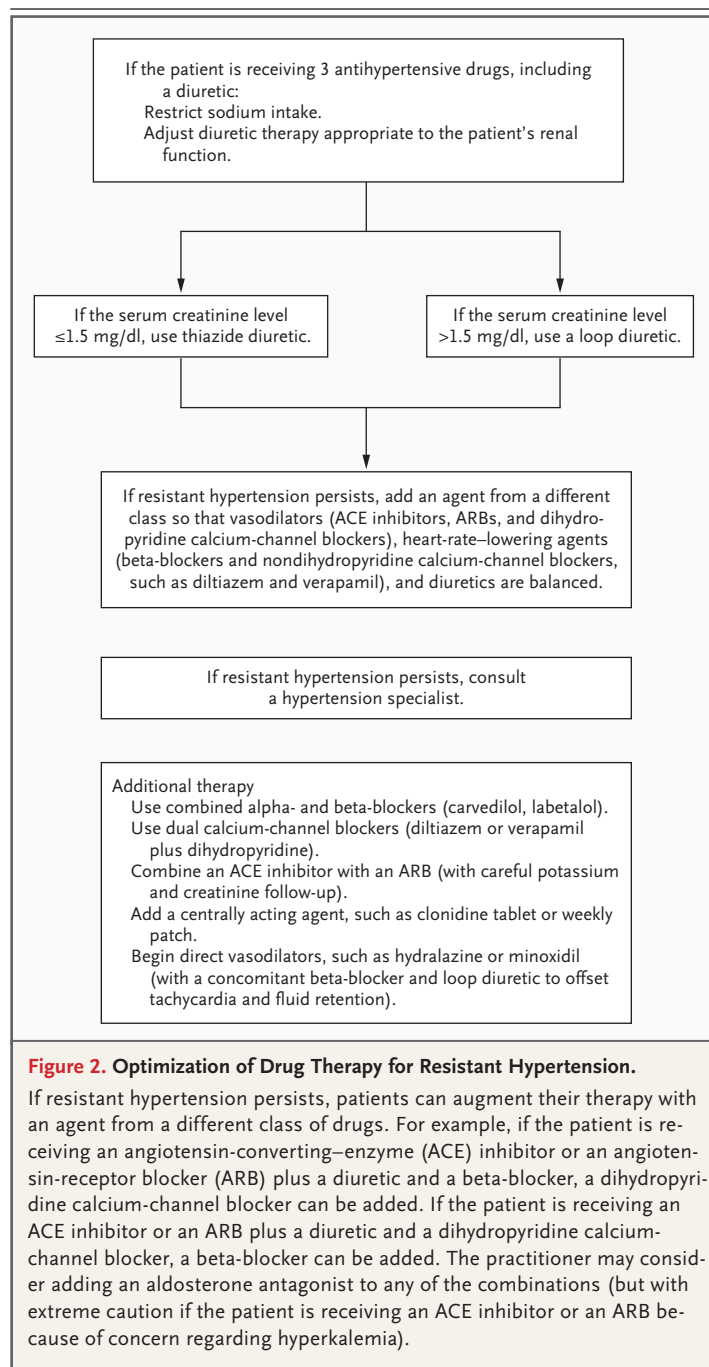 If the patient is receiving 3 antihypertensive drugs, including
a diuretic:
Restrict sodium intake.
Adjust diuretic therapy appropriate to the patient's renal
function.
If the serum creatinine level
≤1.5 mg/dl, use thiazide diuretic.
If the serum creatinine level
>1.5 mg/dl, use a loop diuretic.
If resistant hypertension persists, add an agent from a different
class so that vasodilators (ACE inhibitors, ARBs, and dihydro-
pyridine calcium-channel blockers), heart-rate–lowering agents
(beta-blockers and nondihydropyridine calcium-channel blockers,
such as diltiazem and verapamil), and diuretics are balanced.
If resistant hypertension persists, consult
a hypertension specialist.
Additional therapy
Use combined alpha- and beta-blockers (carvedilol, labetalol).
Use dual calcium-channel blockers (diltiazem or verapamil
plus dihydropyridine).
Combine an ACE inhibitor with an ARB (with careful potassium
and creatinine follow-up).
Add a centrally acting agent, such as clonidine tablet or weekly
patch.
Begin direct vasodilators, such as hydralazine or minoxidil
(with a concomitant beta-blocker and loop diuretic to offset
tachycardia and fluid retention).
Figure 2. Optimization of Drug Therapy for Resistant Hypertension.
If resistant hypertension persists, patients can augment their therapy with
an agent from a different class of drugs. For example, if the patient is re-
ceiving an angiotensin-converting–enzyme (ACE) inhibitor or an angioten-
sin-receptor blocker (ARB) plus a diuretic and a beta-blocker, a dihydropyri-
dine calcium-channel blocker can be added. If the patient is receiving an
ACE inhibitor or an ARB plus a diuretic and a dihydropyridine calcium-
channel blocker, a beta-blocker can be added. The practitioner may consid-
er adding an aldosterone antagonist to any of the combinations (but with
extreme caution if the patient is receiving an ACE inhibitor or an ARB be-
cause of concern regarding hyperkalemia).